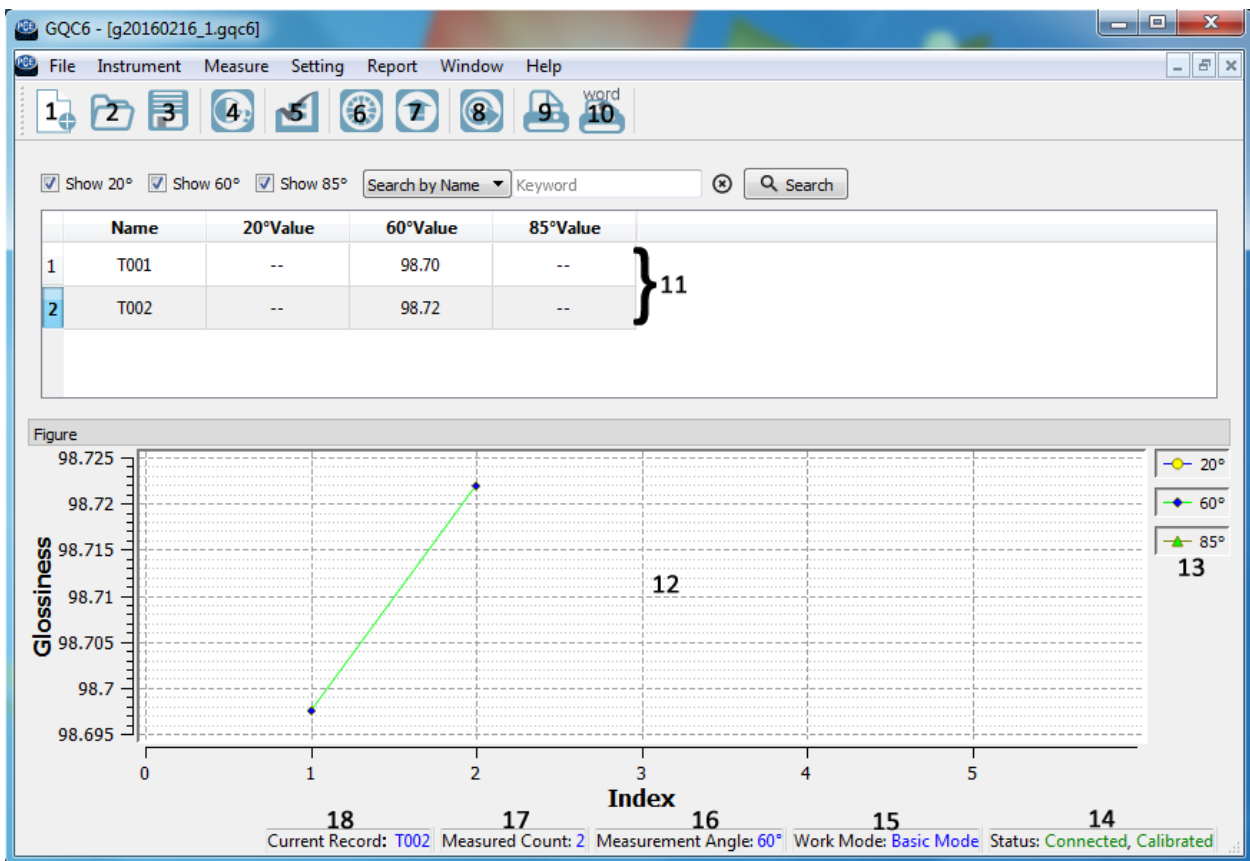 PCE GQC6 - [g20160216_1.gqc6]
PCE File Instrument Measure Setting Report Window Help
word
1 2 3 4 5 6 7 8 9 10
Show 20° Show 60° Show 85° Search by Name Keyword Search
Name 20°Value 60°Value 85°Value
1 T001 -- 98.70 --
2 T002 -- 98.72 --
} 11
Figure
98.725
98.72
98.715
98.71
98.705
98.7
98.695
Glossiness
12
20°
60°
85°
13
0 1 2 3 4 5
Index
18 17 16 15 14
Current Record: T002 Measured Count: 2 Measurement Angle: 60° Work Mode: Basic Mode Status: Connected, Calibrated